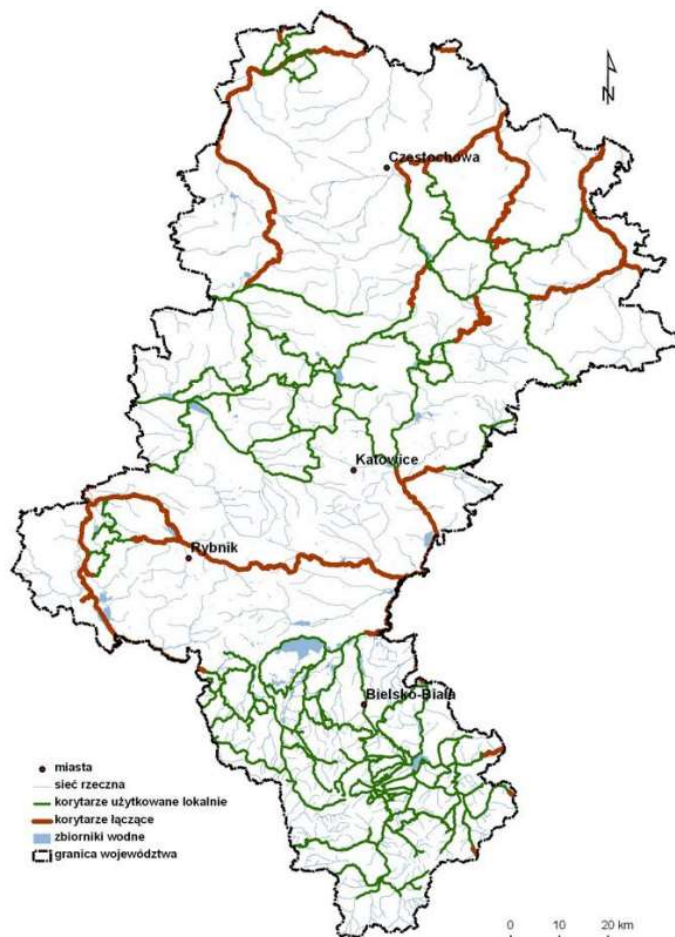 N
Częstochowa
Katowice
Rybnik
Bielsko-Biała
miasta
sieć rzeczna
korytarze użytkowane lokalnie
korytarze łączące
zbiorniki wodne
granica województwa
0 10 20 km